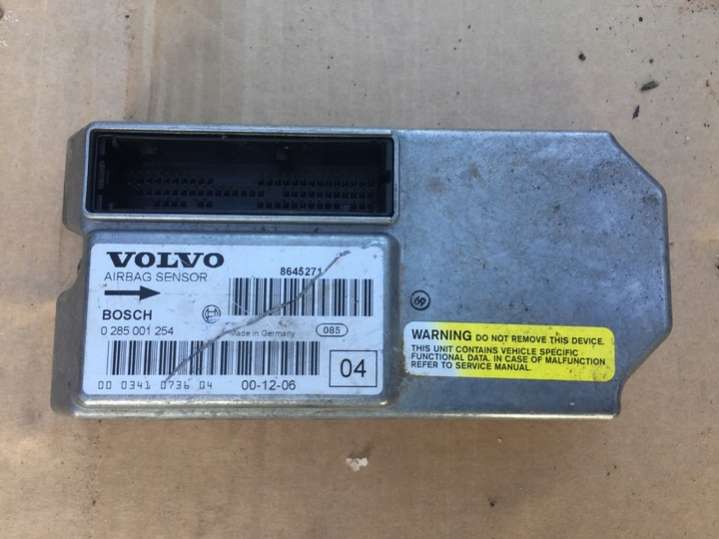 VOLVO
AIRBAG SENSOR
8645271
BOSCH
0 285 001 254
Made in Germany
085
00 0341 0736 04
00-12-06
04
69
WARNING DO NOT REMOVE THIS DEVICE.
THIS UNIT CONTAINS VEHICLE SPECIFIC
FUNCTIONAL DATA. IN CASE OF MALFUNCTION
REFER TO SERVICE MANUAL.